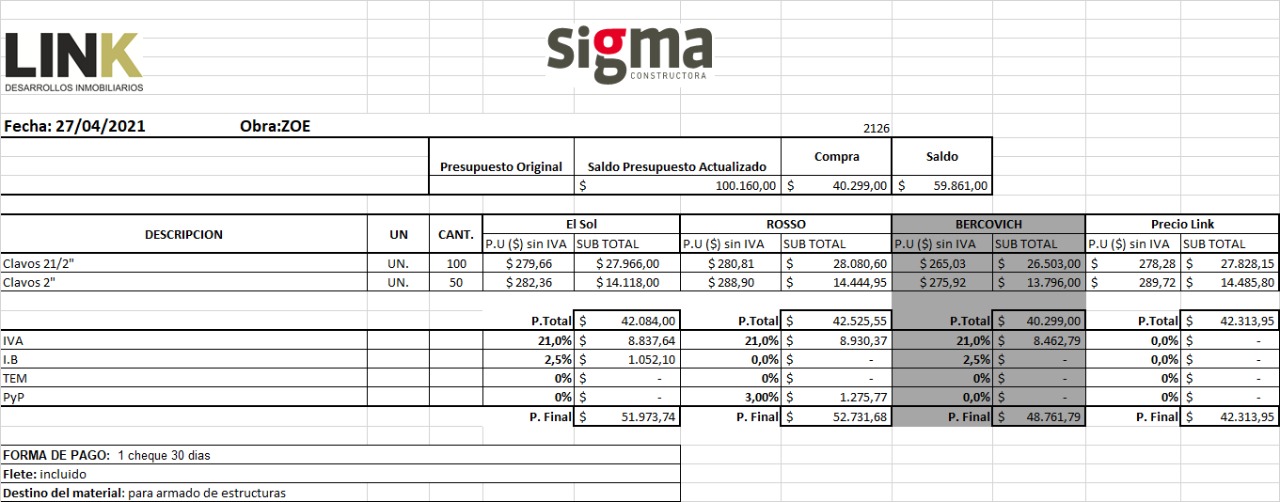 LINK
DESARROLLOS INMOBILIARIOS
sigma
CONSTRUCTORA
Fecha: 27/04/2021 Obra:ZOE 2126
Presupuesto Original Saldo Presupuesto Actualizado Compra Saldo
$ 100.160,00 $ 40.299,00 $ 59.861,00
DESCRIPCION UN CANT. El Sol ROSSO BERCOVICH Precio Link
P.U ($) sin IVA SUB TOTAL P.U ($) sin IVA SUB TOTAL P.U ($) sin IVA SUB TOTAL P.U ($) sin IVA SUB TOTAL
Clavos 21/2" UN. 100 $ 279,66 $ 27.966,00 $ 280,81 $ 28.080,60 $ 265,03 $ 26.503,00 $ 278,28 $ 27.828,15
Clavos 2" UN. 50 $ 282,36 $ 14.118,00 $ 288,90 $ 14.444,95 $ 275,92 $ 13.796,00 $ 289,72 $ 14.485,80
P.Total $ 42.084,00 P.Total $ 42.525,55 P.Total $ 40.299,00 P.Total $ 42.313,95
IVA 21,0% $ 8.837,64 21,0% $ 8.930,37 21,0% $ 8.462,79 0,0% $ -
I.B 2,5% $ 1.052,10 0,0% $ - 2,5% $ - 0,0% $ -
TEM 0% $ - 0% $ - 0% $ - 0% $ -
PyP 0% $ - 3,00% $ 1.275,77 0,0% $ - 0% $ -
P. Final $ 51.973,74 P. Final $ 52.731,68 P. Final $ 48.761,79 P. Final $ 42.313,95
FORMA DE PAGO: 1 cheque 30 dias
Flete: incluido
Destino del material: para armado de estructuras